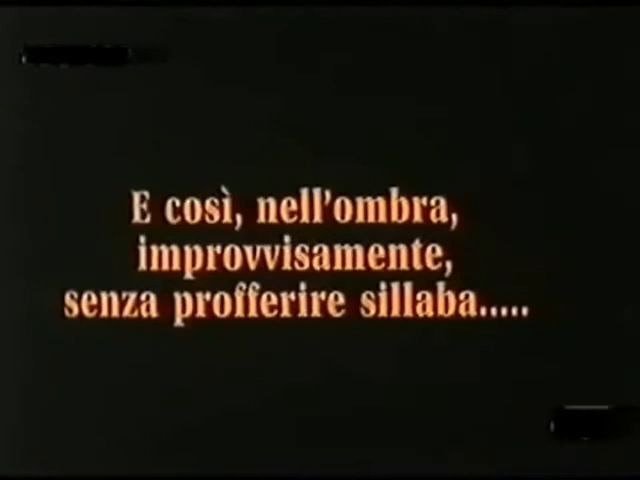 E così, nell'ombra,
improvvisamente,
senza profferire sillaba.....